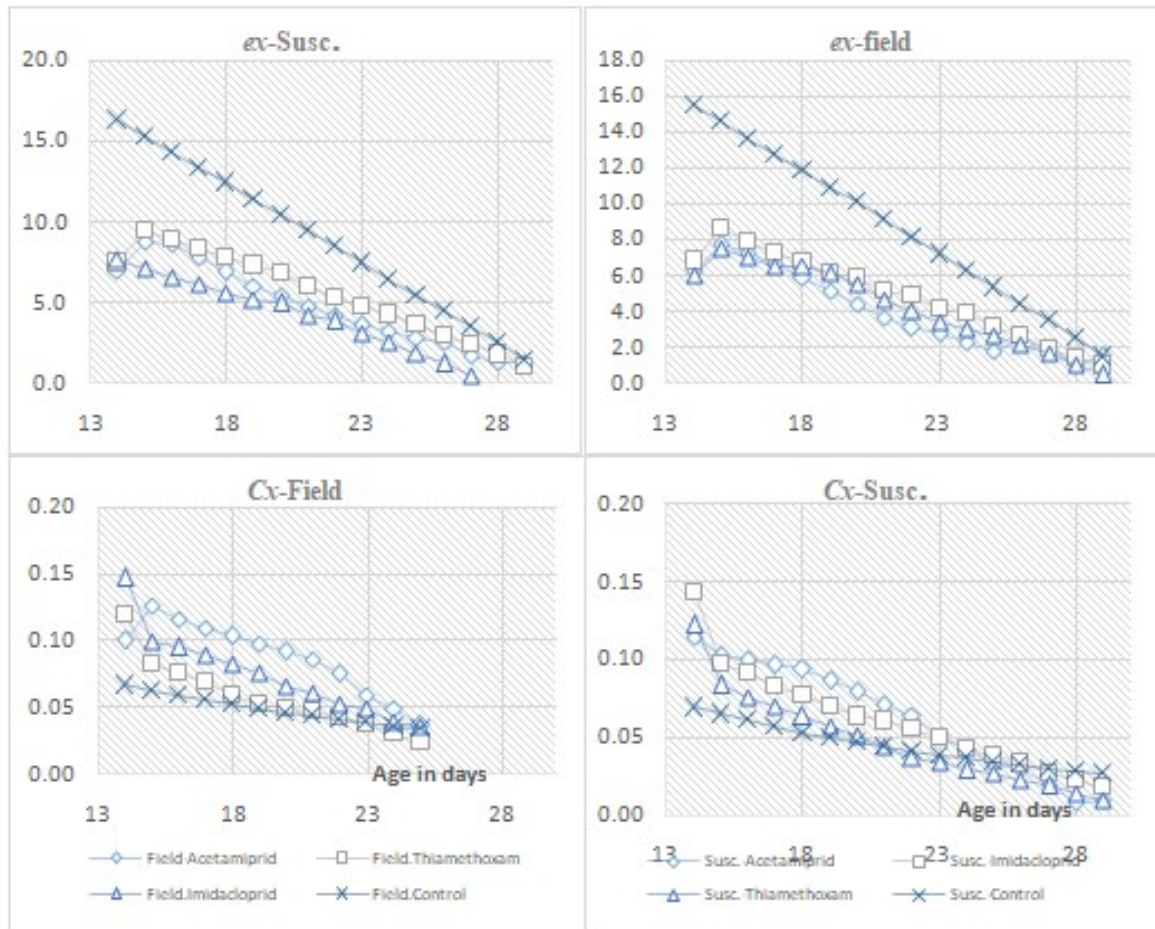 ex-Susc.
20.0
15.0
10.0
5.0
0.0
13 18 23 28
ex-field
18.0
16.0
14.0
12.0
10.0
8.0
6.0
4.0
2.0
0.0
13 18 23 28
Cx-Field
0.20
0.15
0.10
0.05
0.00
Age in days
13 18 23 28
Field Acetamiprid Field.Thiamethoxam
Field.Imidacloprid Field.Control
Cx-Susc.
0.20
0.15
0.10
0.05
0.00
Age in days
13 18 23 28
Susc. Acetamiprid Susc. Imidacloprid
Susc. Thiamethoxam Susc. Control